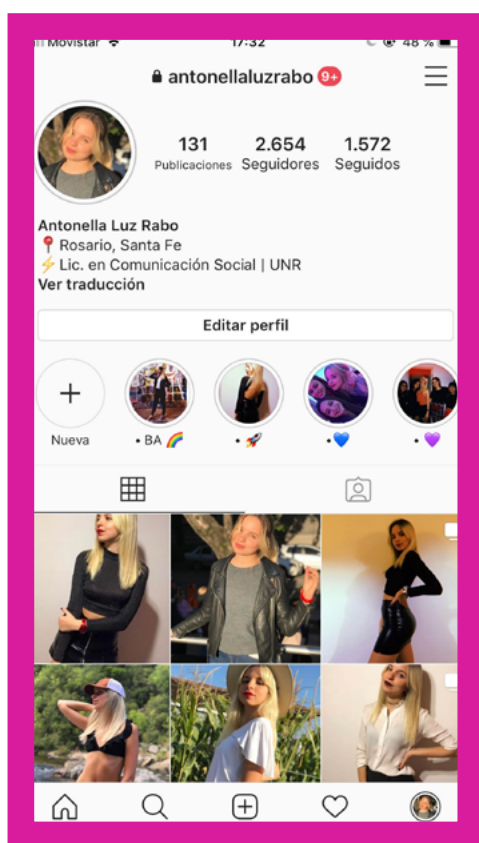 Movistar 17:32 48 %
antonellaluzrabo 9+
131 2.654 1.572
Publicaciones Seguidores Seguidos
Antonella Luz Rabo
📍 Rosario, Santa Fe
⚡ Lic. en Comunicación Social | UNR
Ver traducción
Editar perfil
Nueva • BA 🌈 • 🚀 • 💙 • 💜